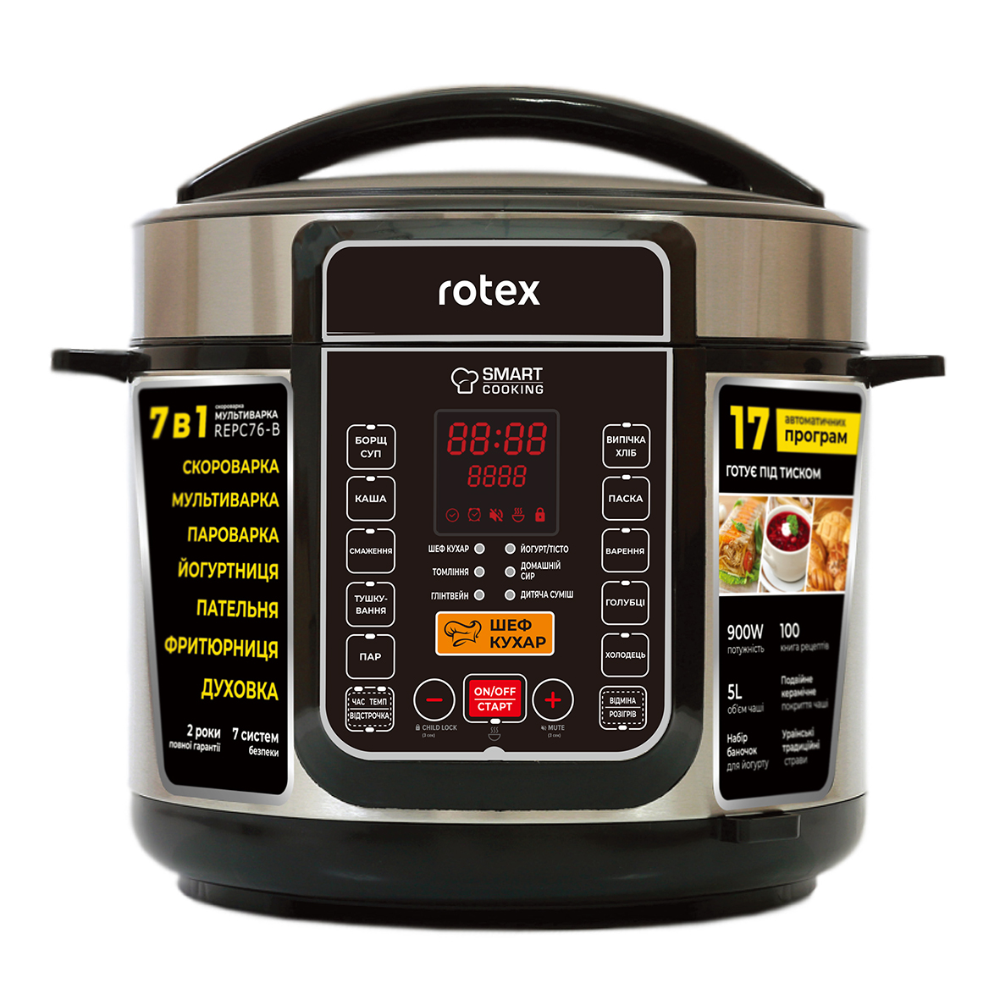 rotex
SMART
COOKING
7 В 1
скороварка
МУЛЬТИВАРКА
REPC76-B
СКОРОВАРКА
МУЛЬТИВАРКА
ПАРОВАРКА
ЙОГУРТНИЦЯ
ПАТЕЛЬНЯ
ФРИТЮРНИЦЯ
ДУХОВКА
2 роки
повної гарантії
7 систем
безпеки
БОРЩ
СУП
КАША
СМАЖЕННЯ
ТУШКУ-
ВАННЯ
ПАР
ЧАС ТЕМП
ВІДСТРОЧКА
88:88
8888
ШЕФ КУХАР
ТОМЛІННЯ
ГЛІНТВЕЙН
ЙОГУРТ/ТІСТО
ДОМАШНІЙ
СИР
ДИТЯЧА СУМІШ
ШЕФ
КУХАР
−
ON/OFF
СТАРТ
+
CHILD LOCK
(3 сек)
MUTE
(3 сек)
ВИПІЧКА
ХЛІБ
ПАСКА
ВАРЕННЯ
ГОЛУБЦІ
ХОЛОДЕЦЬ
ВІДМІНА
РОЗІГРІВ
17
автоматичних
програм
ГОТУЄ ПІД ТИСКОМ
900W
потужність
100
книга рецептів
5L
об'єм чаші
Подвійне
керамічне
покриття чаші
Набір
баночок
для йогурту
Українські
традиційні
страви